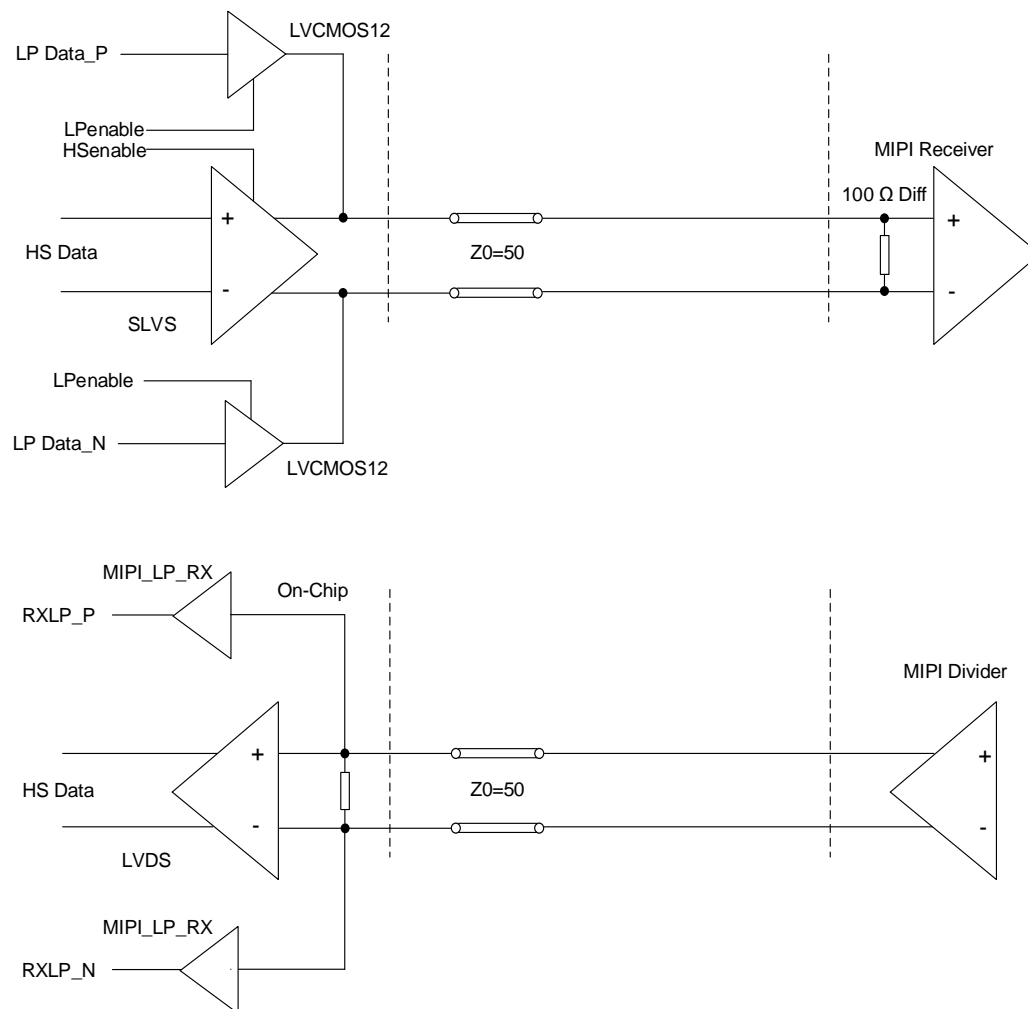 LVCMOS12
LP Data_P
LPenable
HSenable
MIPI Receiver
100 Ω Diff
+
+
HS Data
Z0=50
-
-
SLVS
LPenable
LP Data_N
LVCMOS12
MIPI_LP_RX
On-Chip
RXLP_P
MIPI Divider
+
+
HS Data
Z0=50
-
-
LVDS
MIPI_LP_RX
RXLP_N